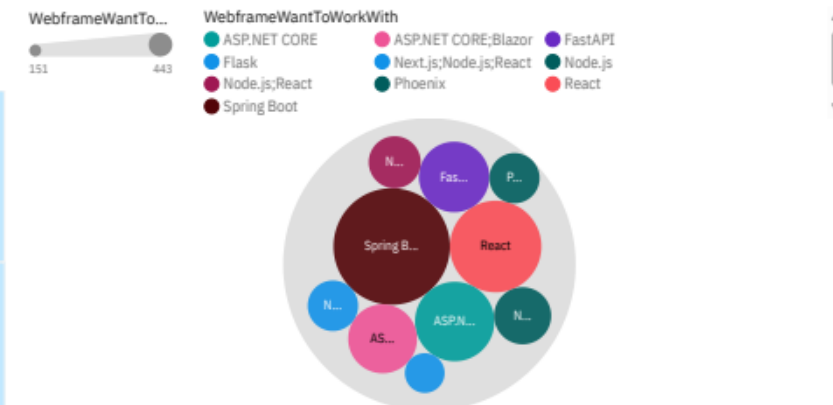 WebframeWantTo...
151
443
WebframeWantToWorkWith
ASP.NET CORE
ASP.NET CORE;Blazor
FastAPI
Flask
Next.js;Node.js;React
Node.js
Node.js;React
Phoenix
React
Spring Boot
N...
Fas...
P...
Spring B...
React
N...
ASP.N...
N...
AS...